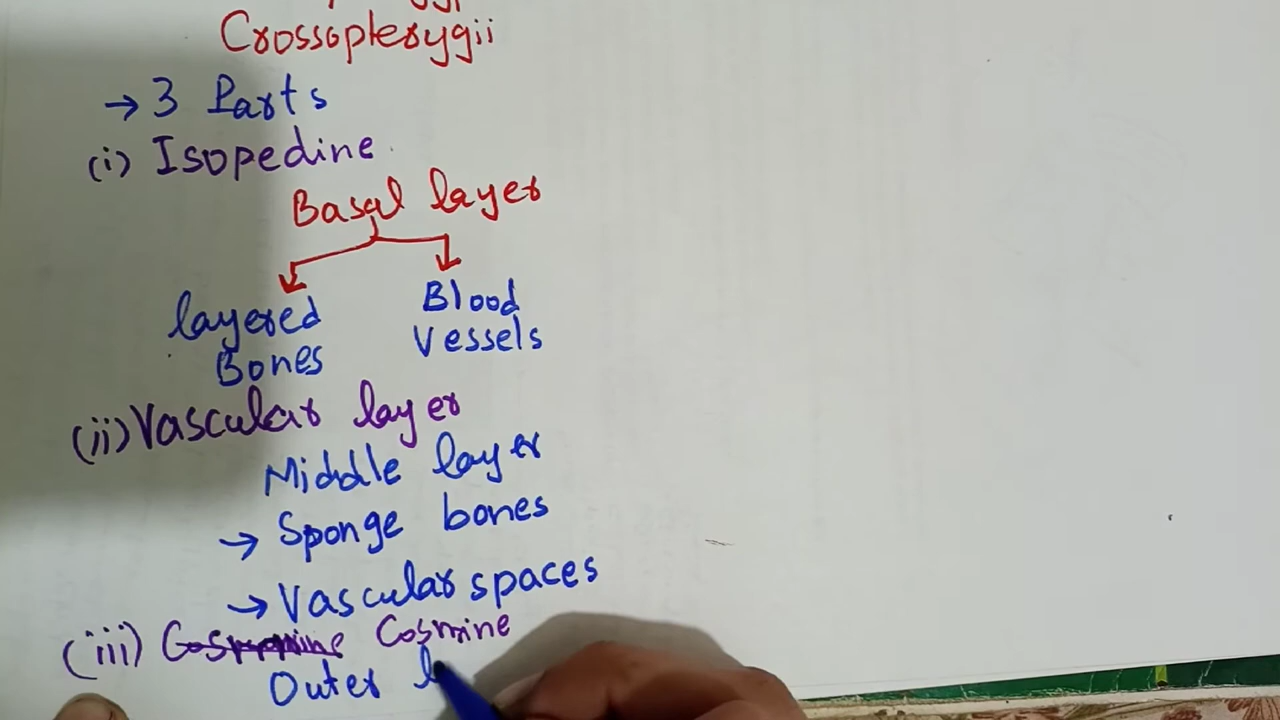 Crossopterygii
→ 3 Parts
(i) Isopedine
Basal layer
layered Blood
Bones Vessels
(ii) Vascular layer
Middle layer
→ Sponge bones
→ Vascular spaces
(iii) Cosmine
Outer l